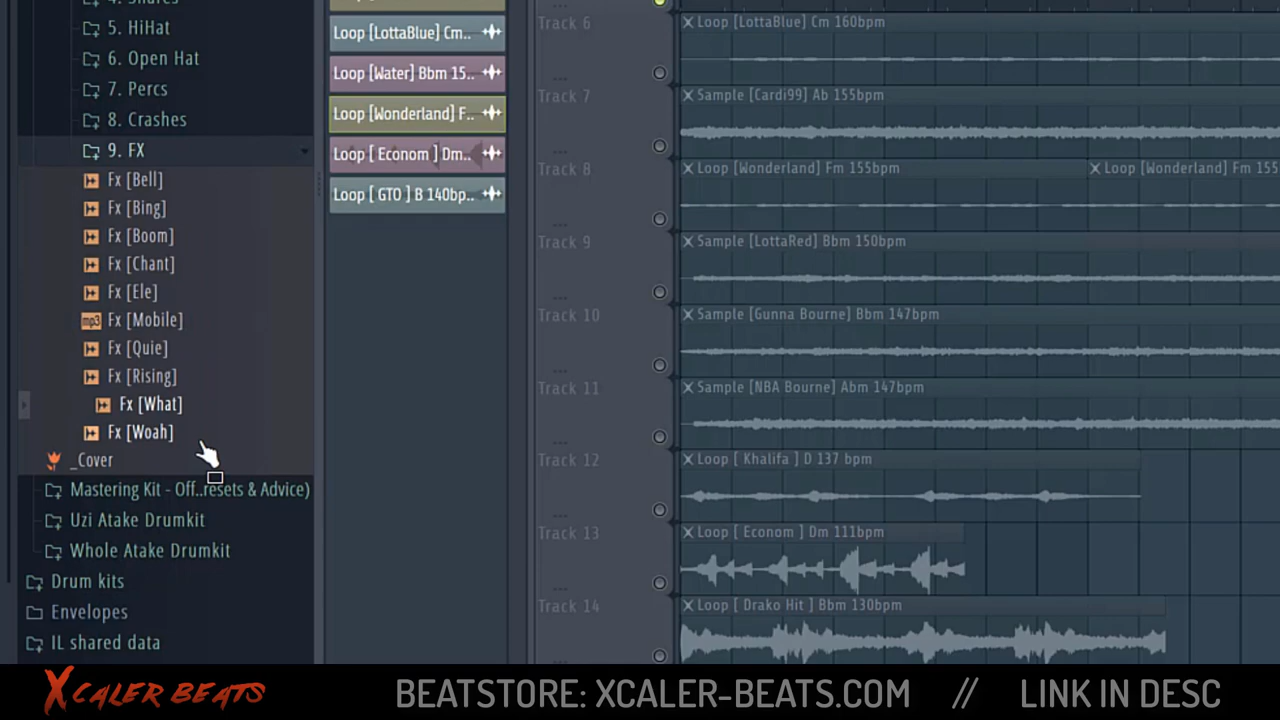 5. HiHat
6. Open Hat
7. Percs
8. Crashes
9. FX
Fx [Bell]
Fx [Bing]
Fx [Boom]
Fx [Chant]
Fx [Ele]
mp3 Fx [Mobile]
Fx [Quie]
Fx [Rising]
Fx [What]
Fx [Woah]
_Cover
Mastering Kit - Off..resets & Advice)
Uzi Atake Drumkit
Whole Atake Drumkit
Drum kits
Envelopes
IL shared data
Loop [LottaBlue] Cm..
Loop [Water] Bbm 15..
Loop [Wonderland] F..
Loop [ Econom ] Dm..
Loop [ GTO ] B 140bp..
Track 6
Loop [LottaBlue] Cm 160bpm
Track 7
Sample [Cardi99] Ab 155bpm
Track 8
Loop [Wonderland] Fm 155bpm
Loop [Wonderland] Fm 155
Track 9
Sample [LottaRed] Bbm 150bpm
Track 10
Sample [Gunna Bourne] Bbm 147bpm
Track 11
Sample [NBA Bourne] Abm 147bpm
Track 12
Loop [ Khalifa ] D 137 bpm
Track 13
Loop [ Econom ] Dm 111bpm
Track 14
Loop [ Drako Hit ] Bbm 130bpm
XCALER BEATS
BEATSTORE: XCALER-BEATS.COM // LINK IN DESC